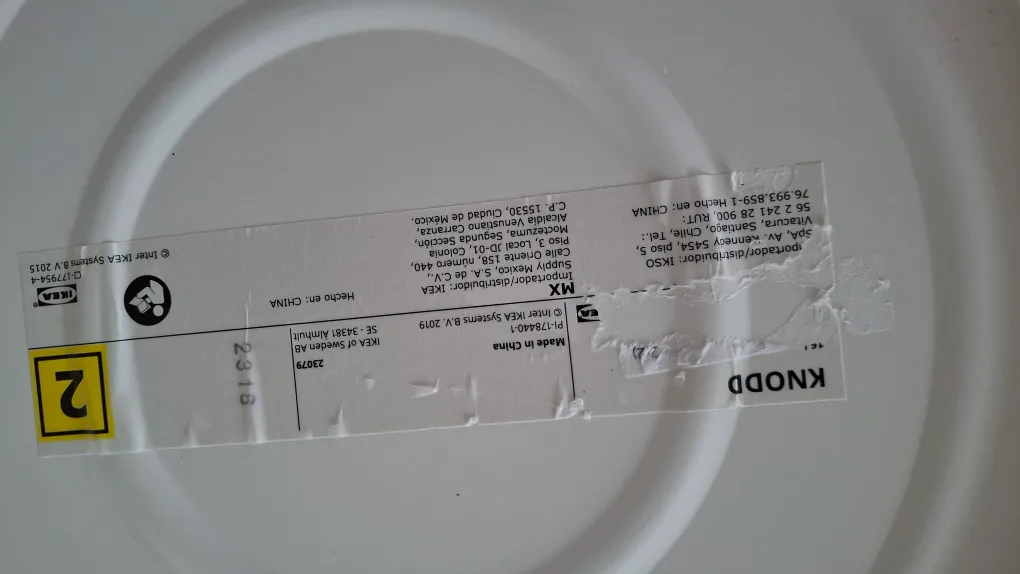 KNODD
Made in China
PI-178440-1
© Inter IKEA Systems B.V. 2019
23079
IKEA of Sweden AB
SE - 34381 Älmhult
2316
2
SpA, Av. Kennedy 5454, piso 5,
Vitacura, Santiago, Chile, Tel.:
56 2 241 28 900, RUT:
76.993.859-1 Hecho en: CHINA
MX
Importador/distribuidor: IKEA
Supply Mexico, S.A. de C.V.,
Calle Oriente 158, número 440,
Piso 3, Local JD-01, Colonia
Moctezuma, Segunda Sección,
Alcaldía Venustiano Carranza,
C.P. 15530, Ciudad de México.
Hecho en: CHINA
IKEA®
CI-177954-4
© Inter IKEA Systems B.V. 2015